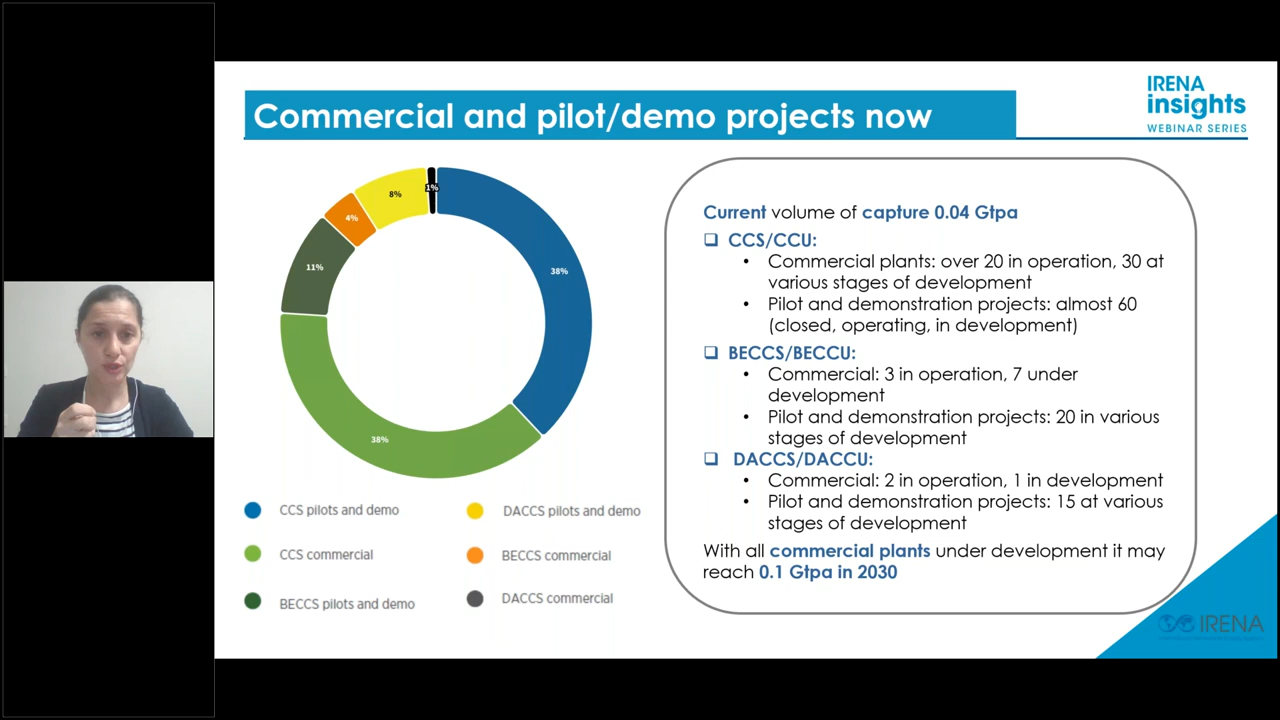 Commercial and pilot/demo projects now
IRENA
insights
WEBINAR SERIES
1%
8%
4%
38%
11%
38%
CCS pilots and demo
DACCS pilots and demo
CCS commercial
BECCS commercial
BECCS pilots and demo
DACCS commercial
Current volume of capture 0.04 Gtpa
CCS/CCU:
• Commercial plants: over 20 in operation, 30 at
various stages of development
• Pilot and demonstration projects: almost 60
(closed, operating, in development)
BECCS/BECCU:
• Commercial: 3 in operation, 7 under
development
• Pilot and demonstration projects: 20 in various
stages of development
DACCS/DACCU:
• Commercial: 2 in operation, 1 in development
• Pilot and demonstration projects: 15 at various
stages of development
With all commercial plants under development it may
reach 0.1 Gtpa in 2030
IRENA